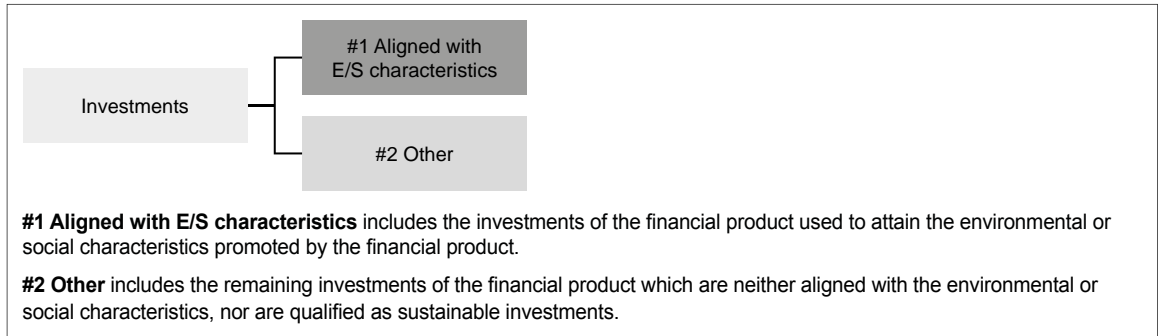 #1 Aligned with
E/S characteristics
Investments
#2 Other
#1 Aligned with E/S characteristics includes the investments of the financial product used to attain the environmental or
social characteristics promoted by the financial product.
#2 Other includes the remaining investments of the financial product which are neither aligned with the environmental or
social characteristics, nor are qualified as sustainable investments.